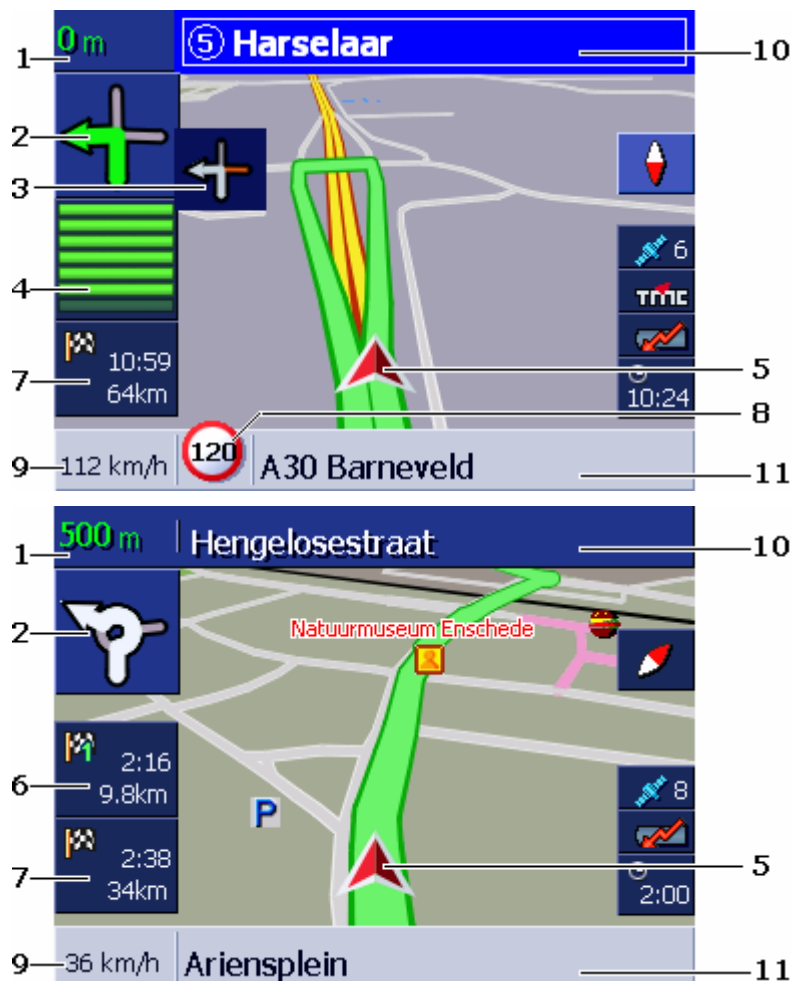 0 m
⑤ Harselaar
1
10
2
3
6
4
TMC
10:59
7
64km
5
10:24
8
120
9
112 km/h
A30 Barneveld
11
500 m
Hengelosestraat
1
10
2
Natuurmuseum Enschede
1
2:16
6
9.8km
8
P
2:38
7
34km
5
2:00
9
36 km/h
Ariensplein
11